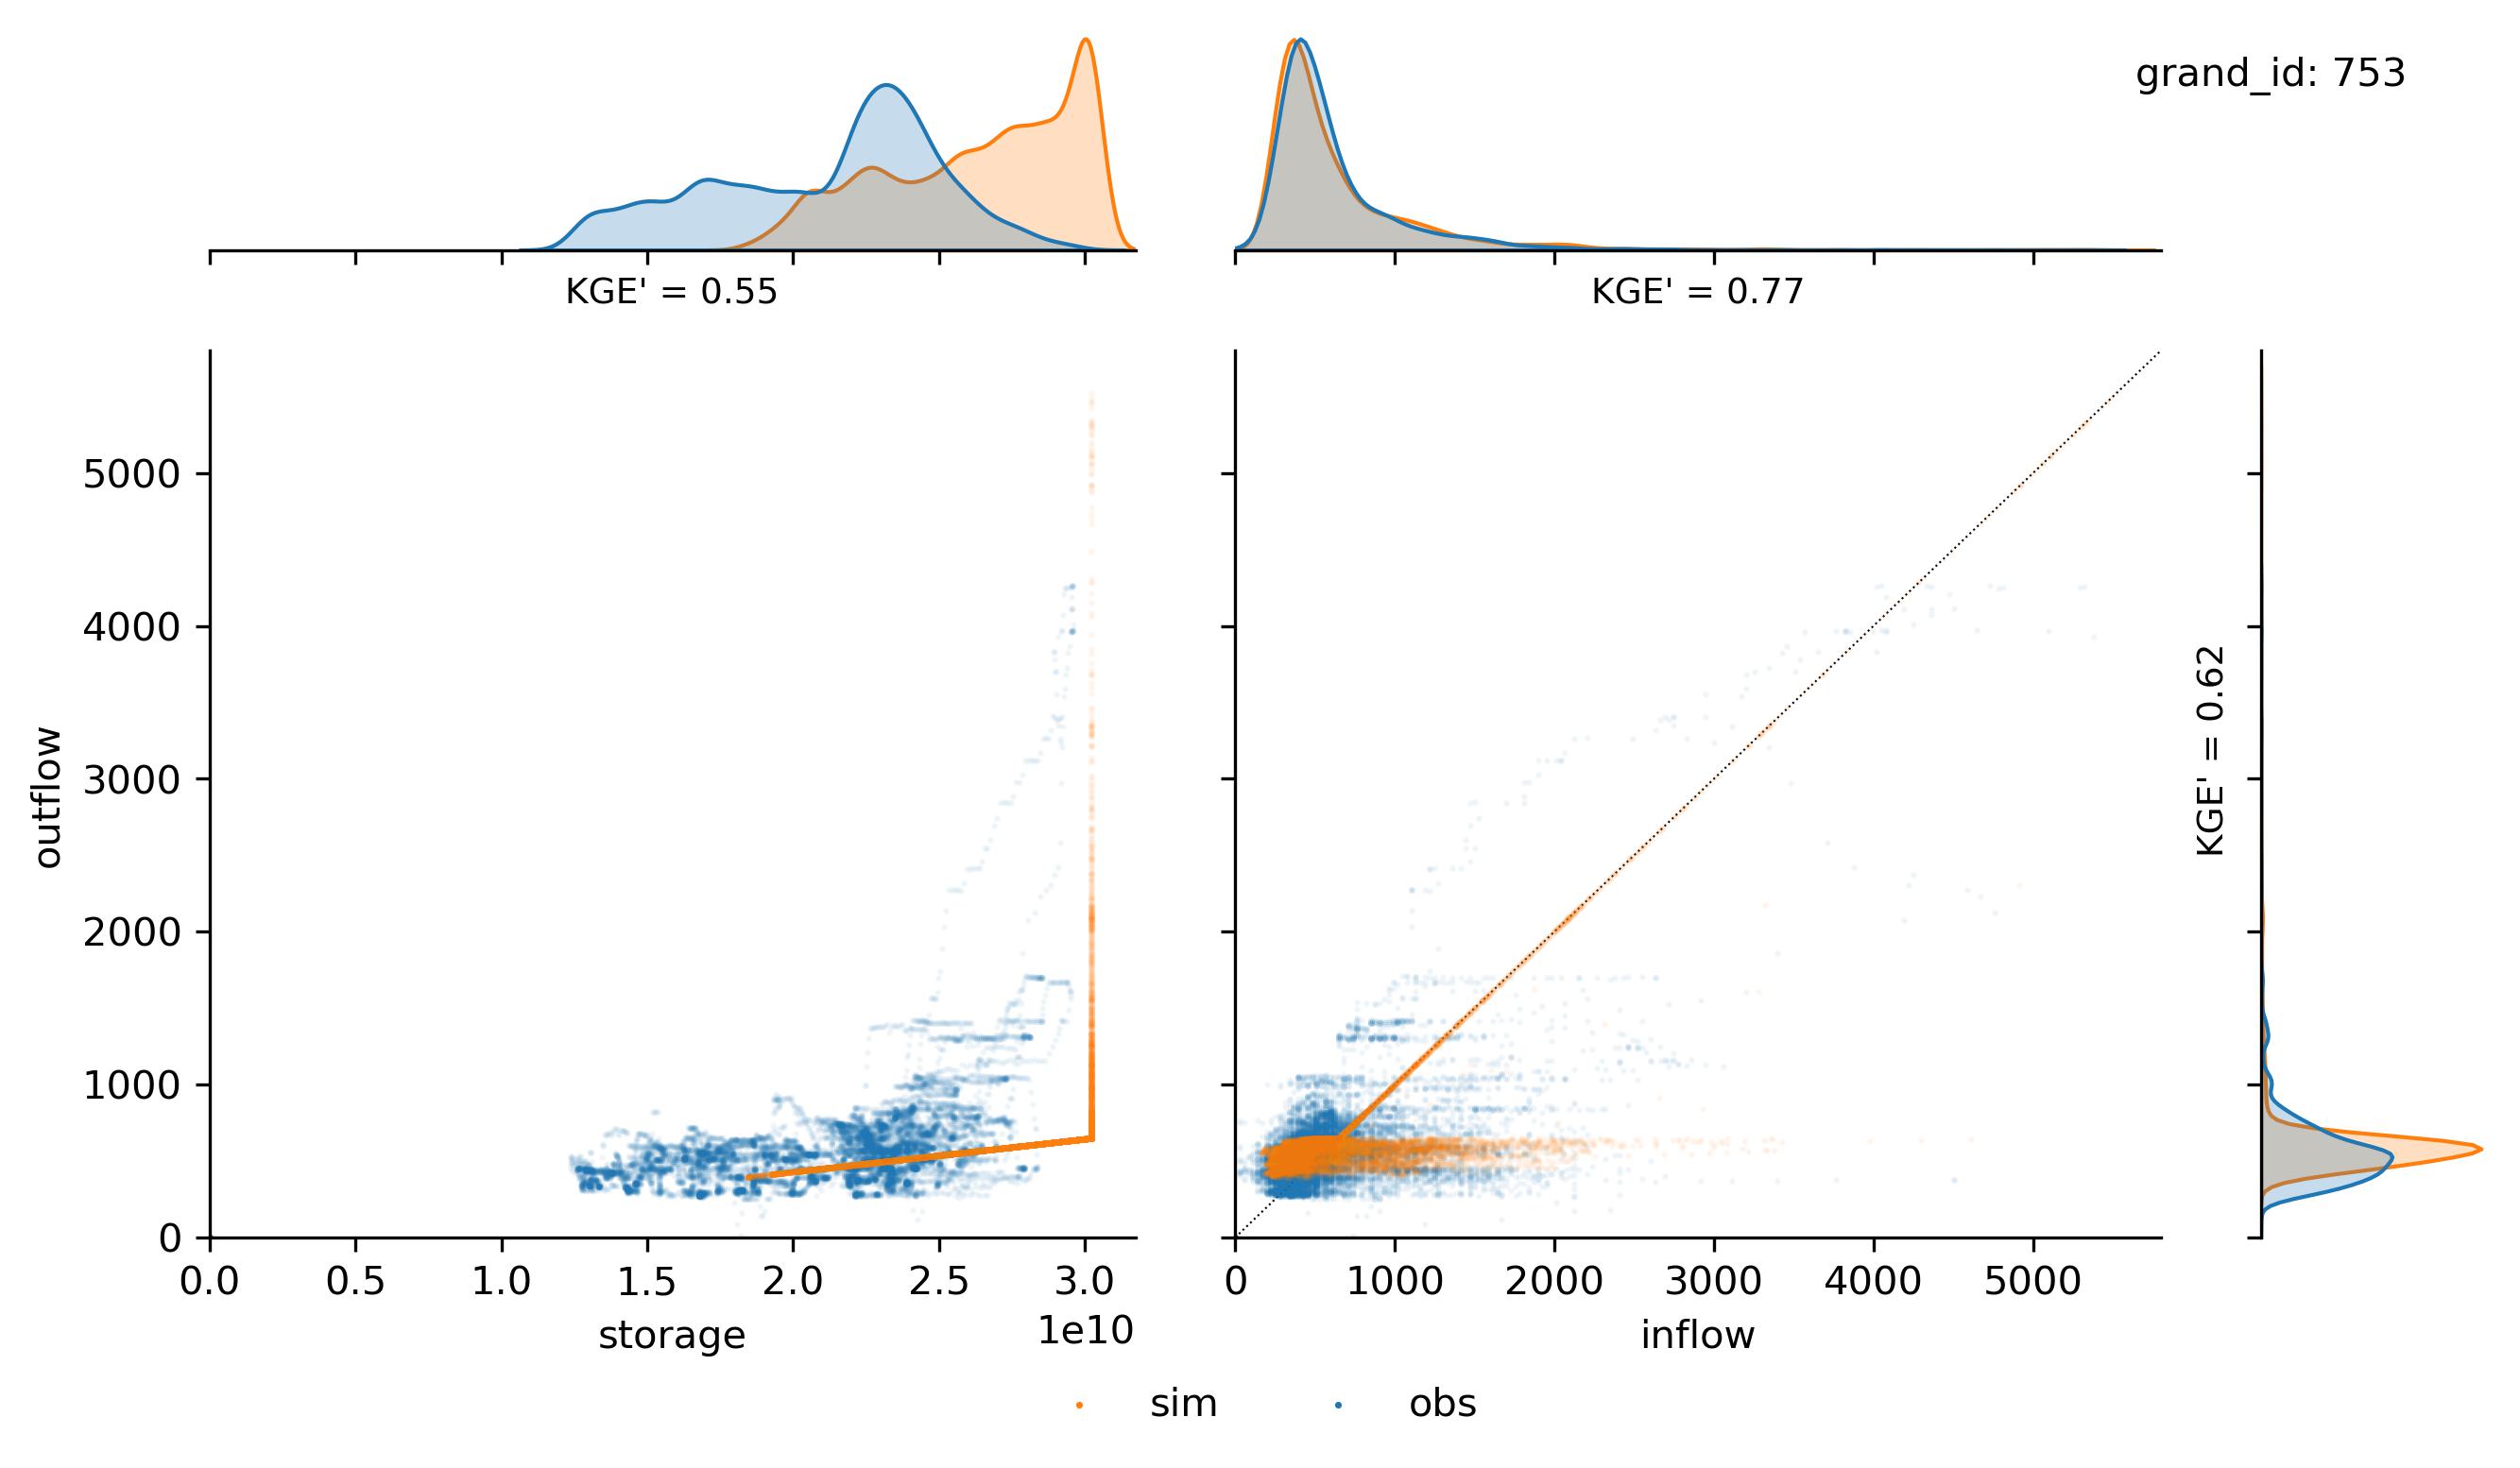 grand_id: 753
KGE' = 0.55
KGE' = 0.77
outflow
5000
4000
3000
2000
1000
0
KGE' = 0.62
0.0 0.5 1.0 1.5 2.0 2.5 3.0
1e10
storage
0 1000 2000 3000 4000 5000
inflow
sim obs